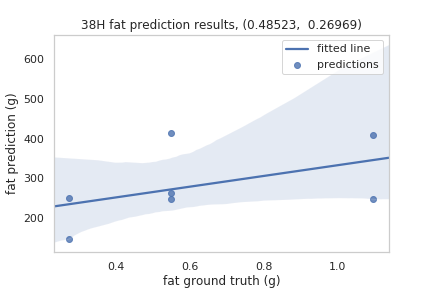 38H fat prediction results, (0.48523,  0.26969)
fitted line
predictions
600
500
400
300
200
fat prediction (g)
0.4
0.6
0.8
1.0
fat ground truth (g)